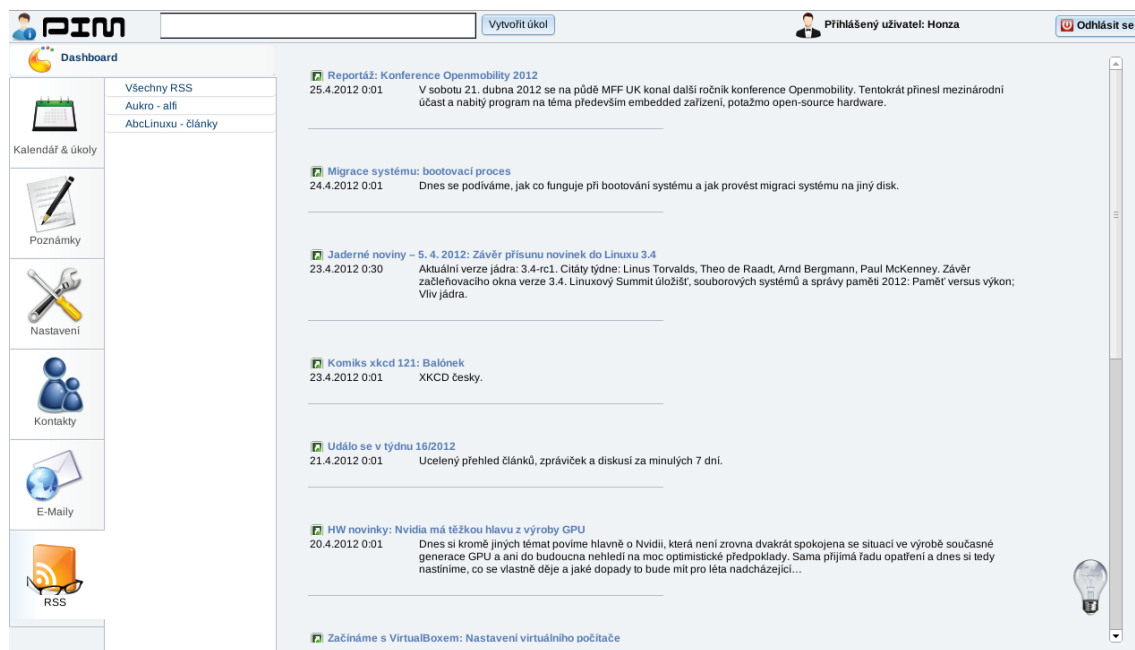 PIM
Vytvořit úkol
Přihlášený uživatel: Honza
Odhlásit se
Dashboard
Kalendář & úkoly
Poznámky
Nastavení
Kontakty
E-Maily
RSS
Všechny RSS
Aukro - alfi
AbcLinuxu - články
Reportáž: Konference Openmobility 2012
25.4.2012 0:01 V sobotu 21. dubna 2012 se na půdě MFF UK konal další ročník konference Openmobility. Tentokrát přinesl mezinárodní
účast a nabitý program na téma především embedded zařízení, potažmo open-source hardware.
Migrace systému: bootovací proces
24.4.2012 0:01 Dnes se podíváme, jak co funguje při bootování systému a jak provést migraci systému na jiný disk.
Jaderné noviny – 5. 4. 2012: Závěr přísunu novinek do Linuxu 3.4
23.4.2012 0:30 Aktuální verze jádra: 3.4-rc1. Citáty týdne: Linus Torvalds, Theo de Raadt, Arnd Bergmann, Paul McKenney. Závěr
začleňovacího okna verze 3.4. Linuxový Summit úložišť, souborových systémů a správy paměti 2012: Paměť versus výkon;
Vliv jádra.
Komiks xkcd 121: Balónek
23.4.2012 0:01 XKCD česky.
Událo se v týdnu 16/2012
21.4.2012 0:01 Ucelený přehled článků, zpráviček a diskusí za minulých 7 dní.
HW novinky: Nvidia má těžkou hlavu z výroby GPU
20.4.2012 0:01 Dnes si kromě jiných témat povíme hlavně o Nvidii, která není zrovna dvakrát spokojena se situací ve výrobě současné
generace GPU a ani do budoucna nehledí na moc optimistické předpoklady. Sama přijímá řadu opatření a dnes si tedy
nastíníme, co se vlastně děje a jaké dopady to bude mít pro léta nadcházející…
Začínáme s VirtualBoxem: Nastavení virtuálního počítače